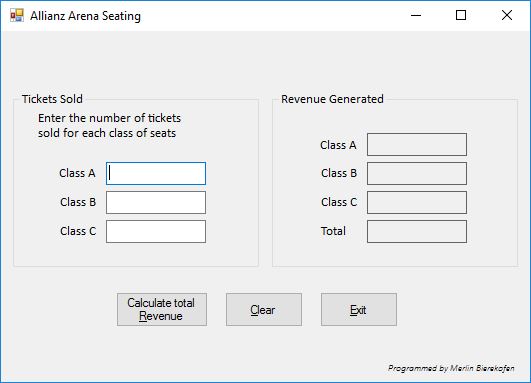 Allianz Arena Seating
Tickets Sold
Enter the number of tickets
sold for each class of seats
Class A
Class B
Class C
Revenue Generated
Class A
Class B
Class C
Total
Calculate total
Revenue
Clear
Exit
Programmed by Merlin Bierekofen